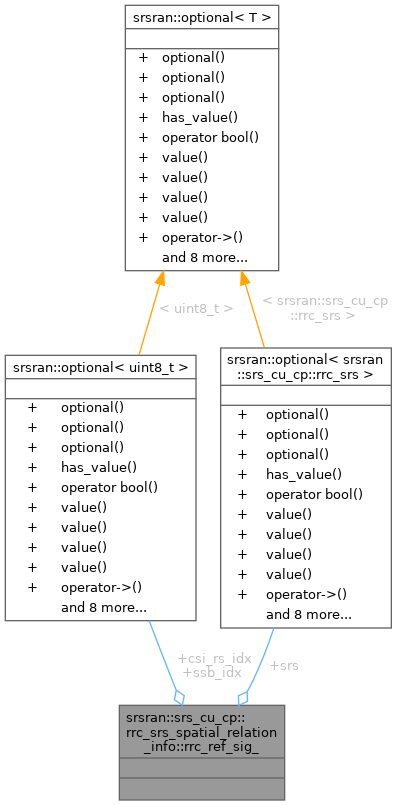 srsran::optional< T >
+ optional()
+ optional()
+ optional()
+ has_value()
+ operator bool()
+ value()
+ value()
+ value()
+ value()
+ operator->()
and 8 more...
< uint8_t >
< srsran::srs_cu_cp
::rrc_srs >
srsran::optional< uint8_t >
+ optional()
+ optional()
+ optional()
+ has_value()
+ operator bool()
+ value()
+ value()
+ value()
+ value()
+ operator->()
and 8 more...
srsran::optional< srsran
::srs_cu_cp::rrc_srs >
+ optional()
+ optional()
+ optional()
+ has_value()
+ operator bool()
+ value()
+ value()
+ value()
+ value()
+ operator->()
and 8 more...
+csi_rs_idx
+ssb_idx
+srs
srsran::srs_cu_cp::
rrc_srs_spatial_relation
_info::rrc_ref_sig_